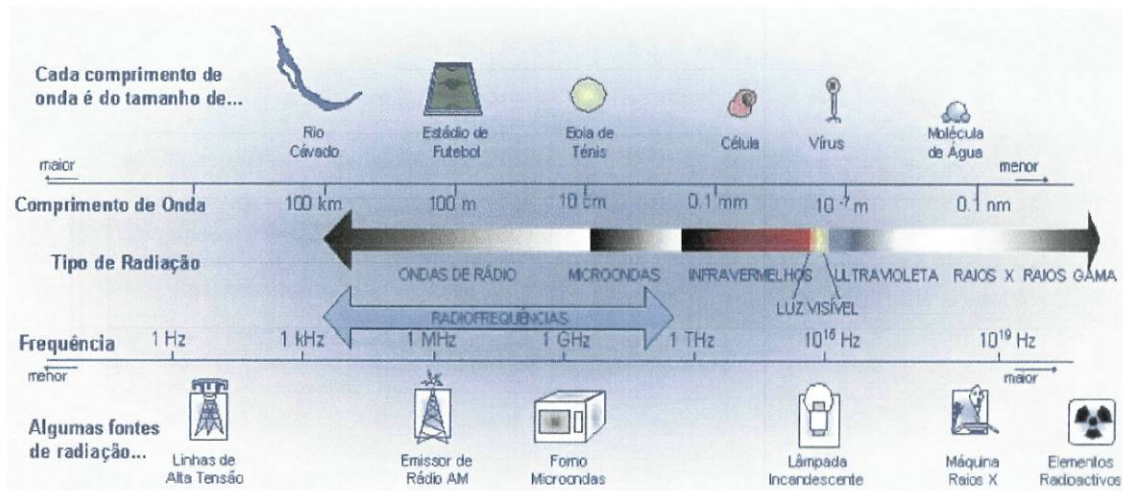 Cada comprimento de
onda é do tamanho de...
Rio
Cávado
Estádio de
Futebol
Bola de
Ténis
Célula
Vírus
Molécula
de Água
maior
menor
Comprimento de Onda
100 km
100 m
10 cm
0.1 mm
10⁻⁷ m
0.1 nm
Tipo de Radiação
ONDAS DE RÁDIO
MICROONDAS
INFRAVERMELHOS
ULTRAVIOLETA
RAIOS X
RAIOS GAMA
LUZ VISÍVEL
RADIOFREQUÊNCIAS
Frequência
1 Hz
1 kHz
1 MHz
1 GHz
1 THz
10¹⁵ Hz
10¹⁹ Hz
menor
maior
Algumas fontes
de radiação...
Linhas de
Alta Tensão
Emissor de
Rádio AM
Forno
Microondas
Lâmpada
Incandescente
Máquina
Raios X
Elementos
Radioactivos